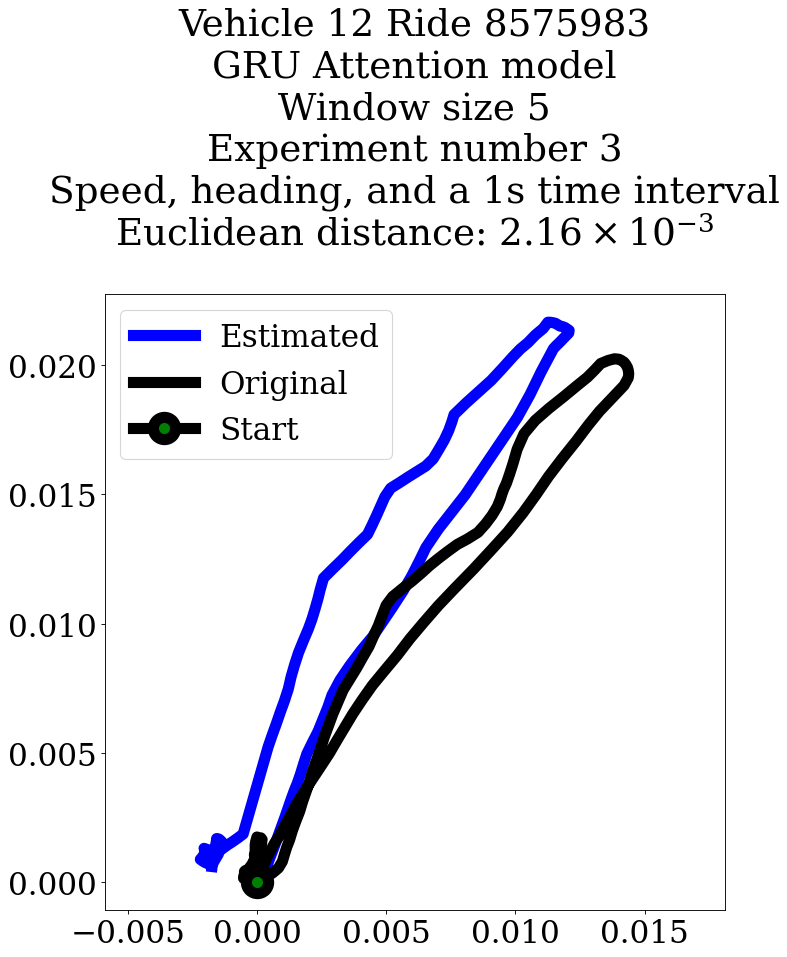 Vehicle 12 Ride 8575983
GRU Attention model
Window size 5
Experiment number 3
Speed, heading, and a 1s time interval
Euclidean distance: 2.16 × 10⁻³
Estimated
Original
Start
0.020
0.015
0.010
0.005
0.000
−0.005 0.000 0.005 0.010 0.015